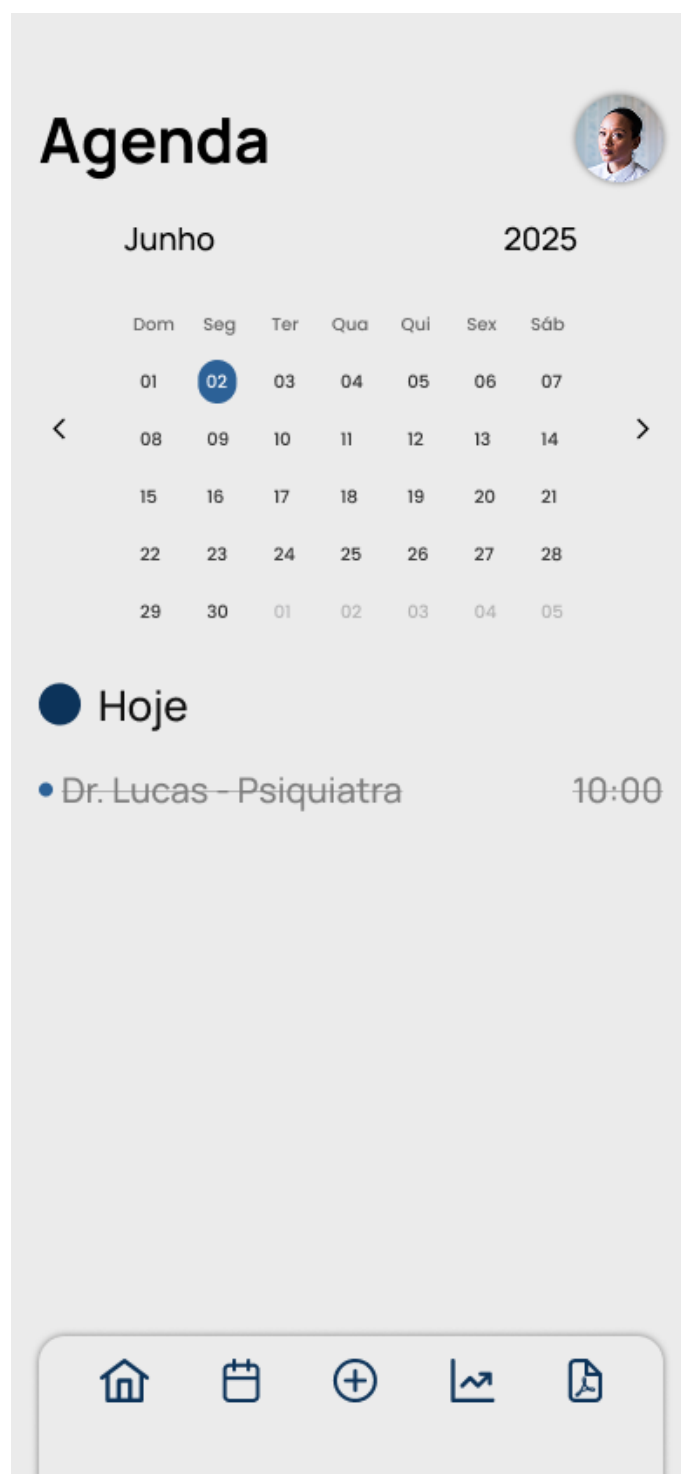 Agenda
Junho 2025
Dom Seg Ter Qua Qui Sex Sáb
01 02 03 04 05 06 07
08 09 10 11 12 13 14
15 16 17 18 19 20 21
22 23 24 25 26 27 28
29 30 01 02 03 04 05
Hoje
Dr. Lucas - Psiquiatra 10:00